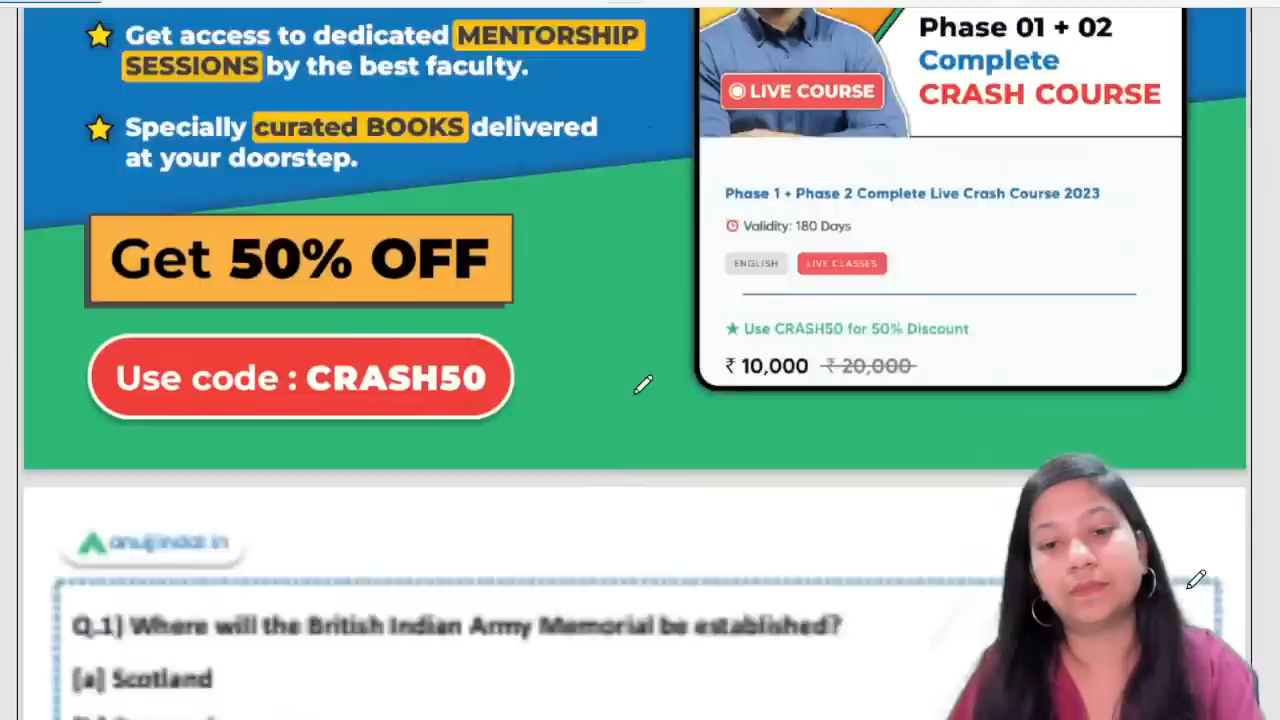 Get access to dedicated MENTORSHIP
SESSIONS by the best faculty.
Specially curated BOOKS delivered
at your doorstep.
Get 50% OFF
Use code : CRASH50
Phase 01 + 02
Complete
CRASH COURSE
LIVE COURSE
Phase 1 + Phase 2 Complete Live Crash Course 2023
Validity: 180 Days
ENGLISH
LIVE CLASSES
Use CRASH50 for 50% Discount
₹ 10,000 ₹ 20,000
anujjindal.in
Q.1] Where will the British Indian Army Memorial be established?
[a] Scotland